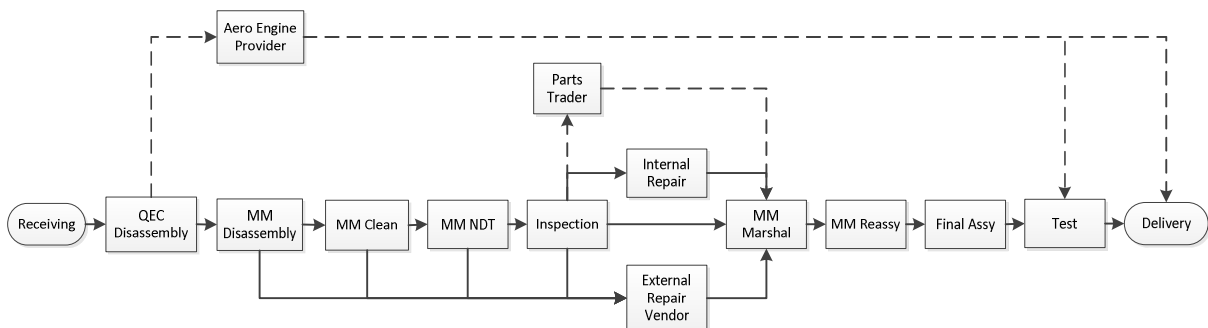 Aero Engine
Provider
Parts
Trader
Internal
Repair
Receiving
QEC
Disassembly
MM
Disassembly
MM Clean
MM NDT
Inspection
MM
Marshal
MM Reassy
Final Assy
Test
Delivery
External
Repair
Vendor